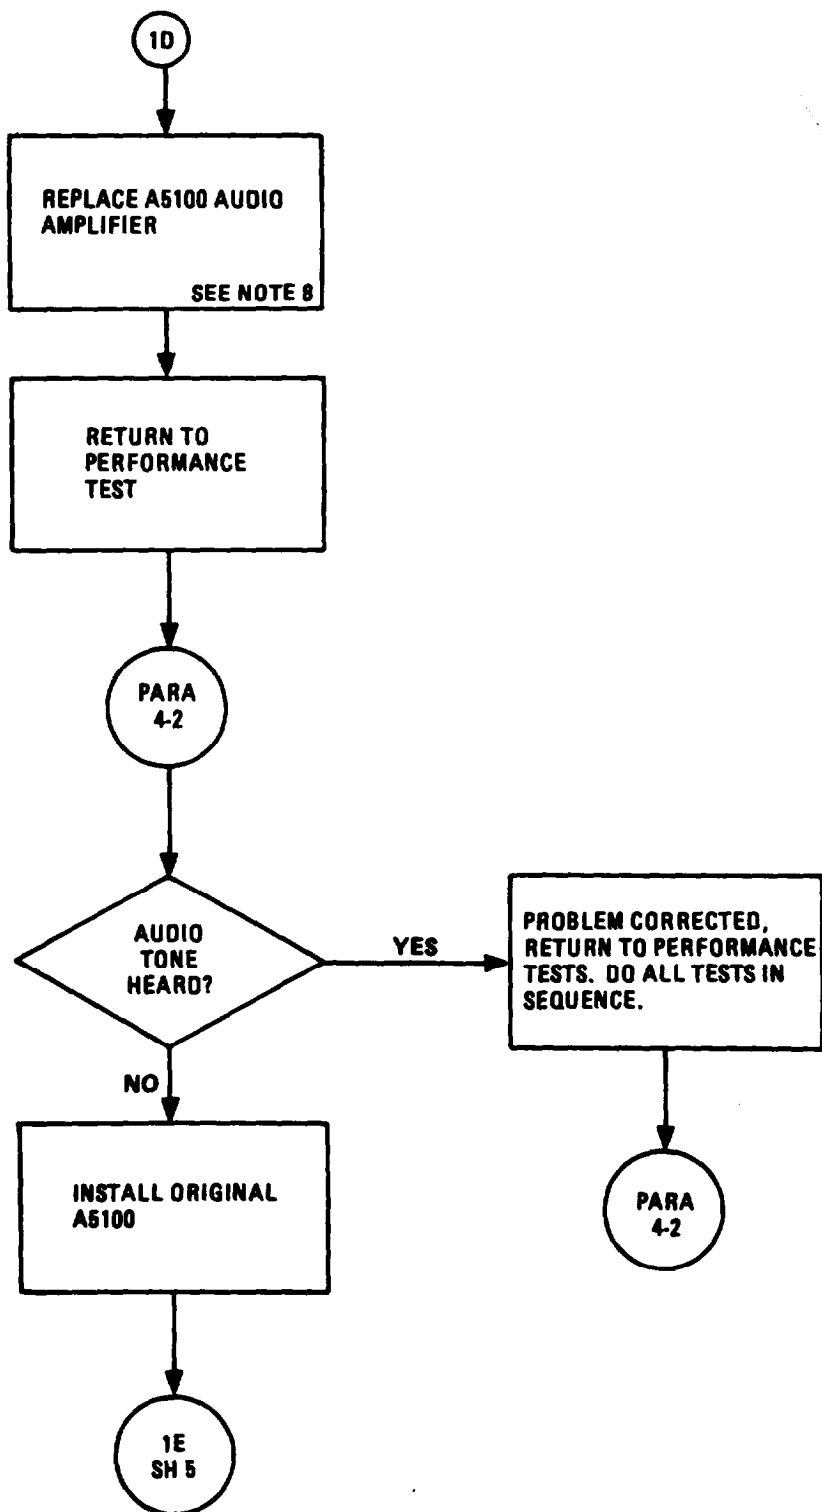 1D
REPLACE A5100 AUDIO
AMPLIFIER
SEE NOTE 8
RETURN TO
PERFORMANCE
TEST
PARA
4-2
AUDIO
TONE
HEARD?
YES
PROBLEM CORRECTED,
RETURN TO PERFORMANCE
TESTS. DO ALL TESTS IN
SEQUENCE.
PARA
4-2
NO
INSTALL ORIGINAL
A5100
1E
SH 5